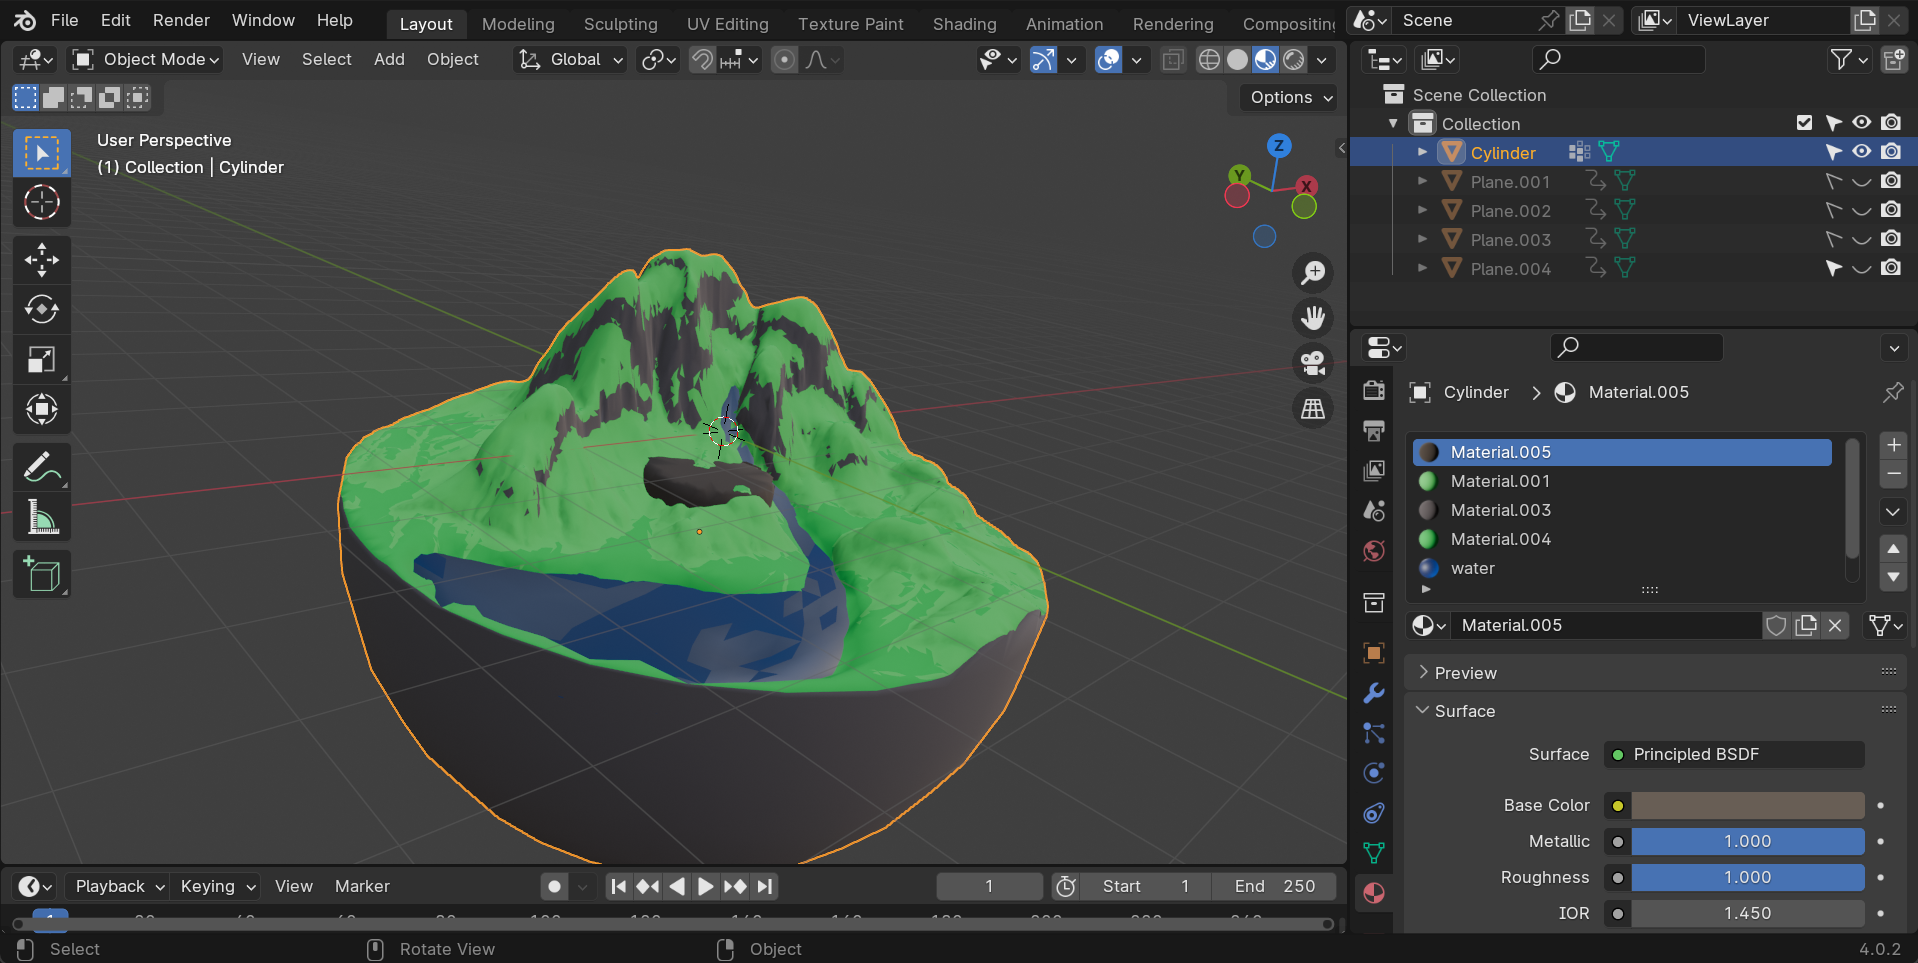 File Edit Render Window Help Layout Modeling Sculpting UV Editing Texture Paint Shading Animation Rendering Compositing Scene ViewLayer
Object Mode View Select Add Object Global
Options
User Perspective
(1) Collection | Cylinder
Z
Y
X
Scene Collection
Collection
Cylinder
Plane.001
Plane.002
Plane.003
Plane.004
Cylinder > Material.005
Material.005
Material.001
Material.003
Material.004
water
Material.005
Preview
Surface
Surface Principled BSDF
Base Color
Metallic 1.000
Roughness 1.000
IOR 1.450
Playback Keying View Marker 1 Start 1 End 250
1
Select Rotate View Object 4.0.2